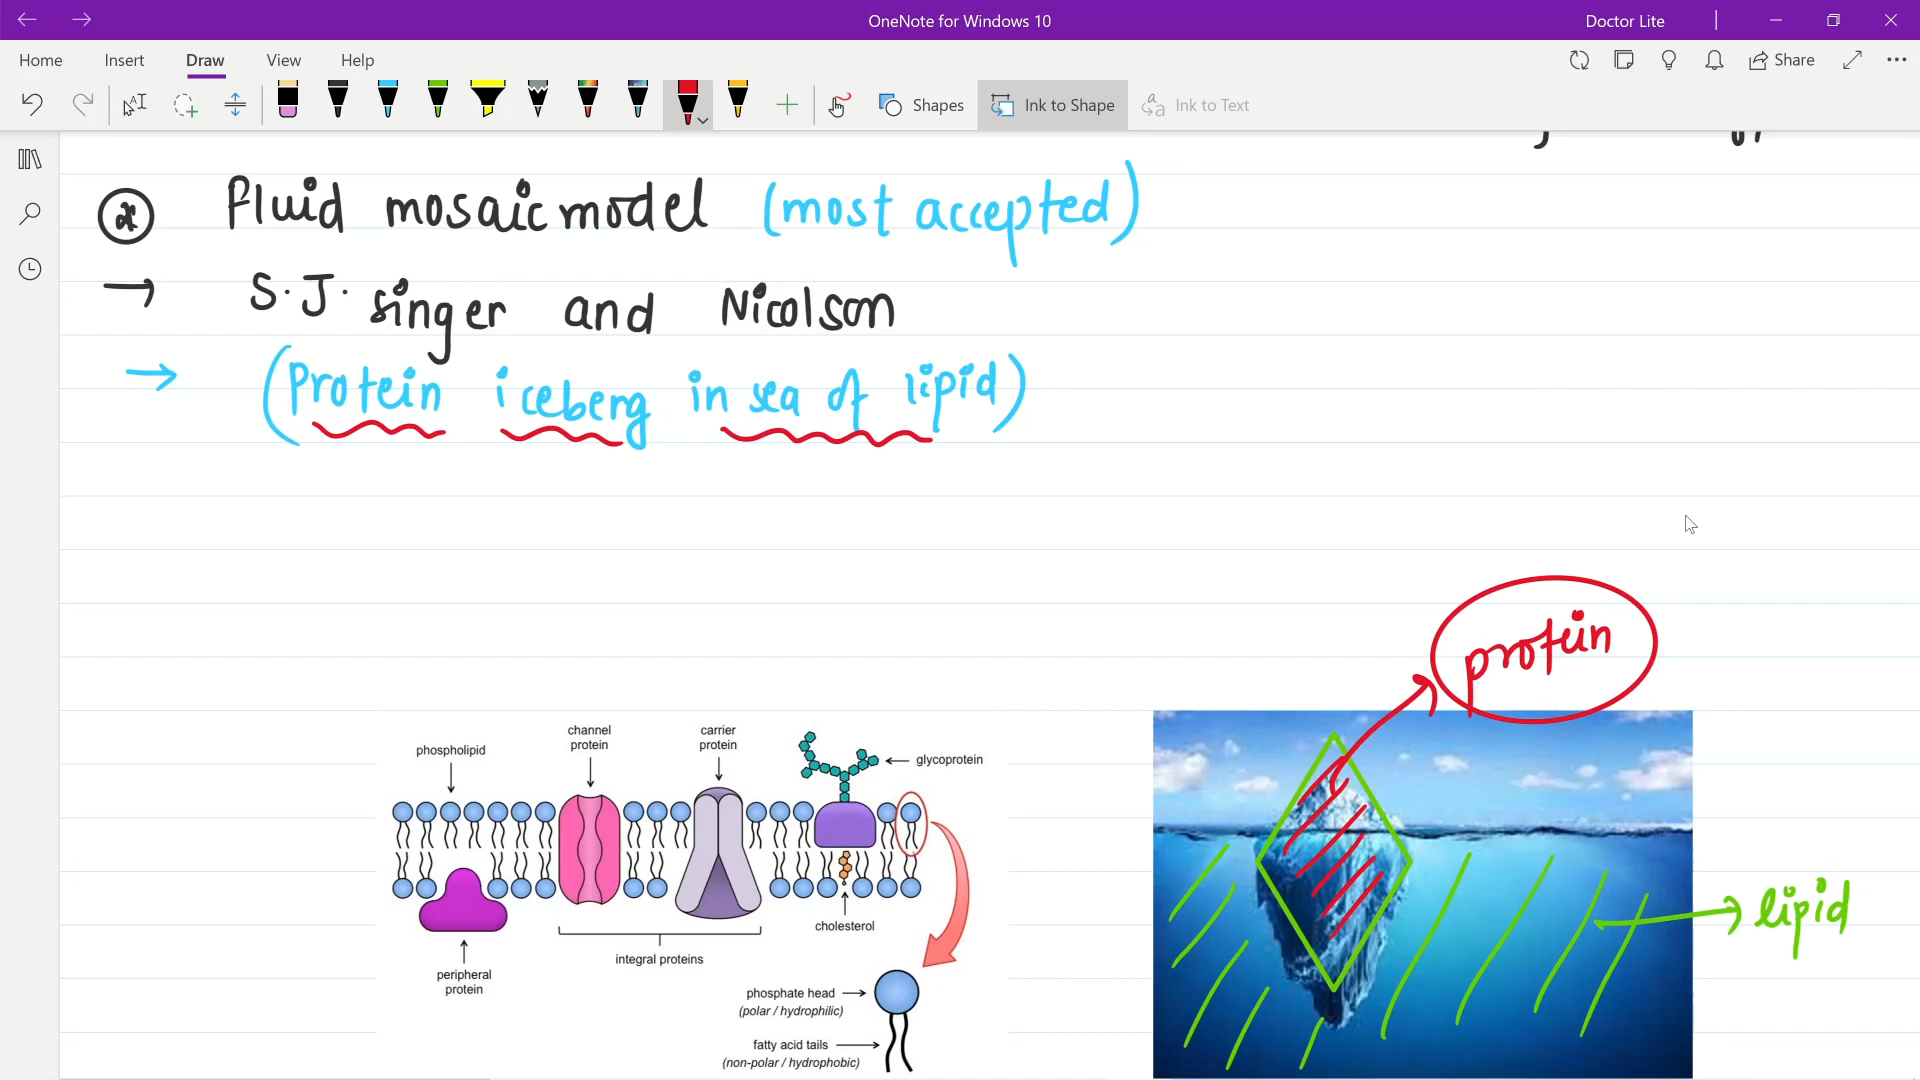 OneNote for Windows 10
Doctor Lite
Home Insert Draw View Help
Share
Shapes
Ink to Shape
Ink to Text
Fluid mosaic model (most accepted)
→ S.J. Singer and Nicolson
→ (Protein iceberg in sea of lipid)
protein
phospholipid
channel
protein
carrier
protein
glycoprotein
cholesterol
integral proteins
peripheral
protein
phosphate head
(polar / hydrophilic)
fatty acid tails
(non-polar / hydrophobic)
lipid